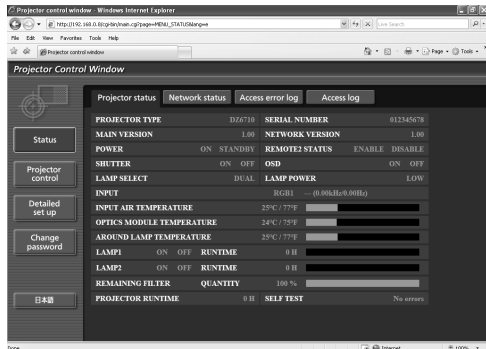 Projector control window - Windows Internet Explorer
http://192.168.0.8/cgi-bin/main.cgi?page=MENU_STATUS&lang=e
Live Search
File Edit View Favorites Tools Help
Projector control window
Page Tools
Projector Control Window
Projector status Network status Access error log Access log
PROJECTOR TYPE DZ6710 SERIAL NUMBER 012345678
MAIN VERSION 1.00 NETWORK VERSION 1.00
POWER ON STANDBY REMOTE2 STATUS ENABLE DISABLE
SHUTTER ON OFF OSD ON OFF
LAMP SELECT DUAL LAMP POWER LOW
INPUT RGB1 — (0.00kHz/0.00Hz)
INPUT AIR TEMPERATURE 25°C / 77°F
OPTICS MODULE TEMPERATURE 24°C / 75°F
AROUND LAMP TEMPERATURE 25°C / 77°F
LAMP1 ON OFF RUNTIME 0 H
LAMP2 ON OFF RUNTIME 0 H
REMAINING FILTER QUANTITY 100 %
PROJECTOR RUNTIME 0 H SELF TEST No errors
Status
Projector
control
Detailed
set up
Change
password
日本語
Done Internet 100%